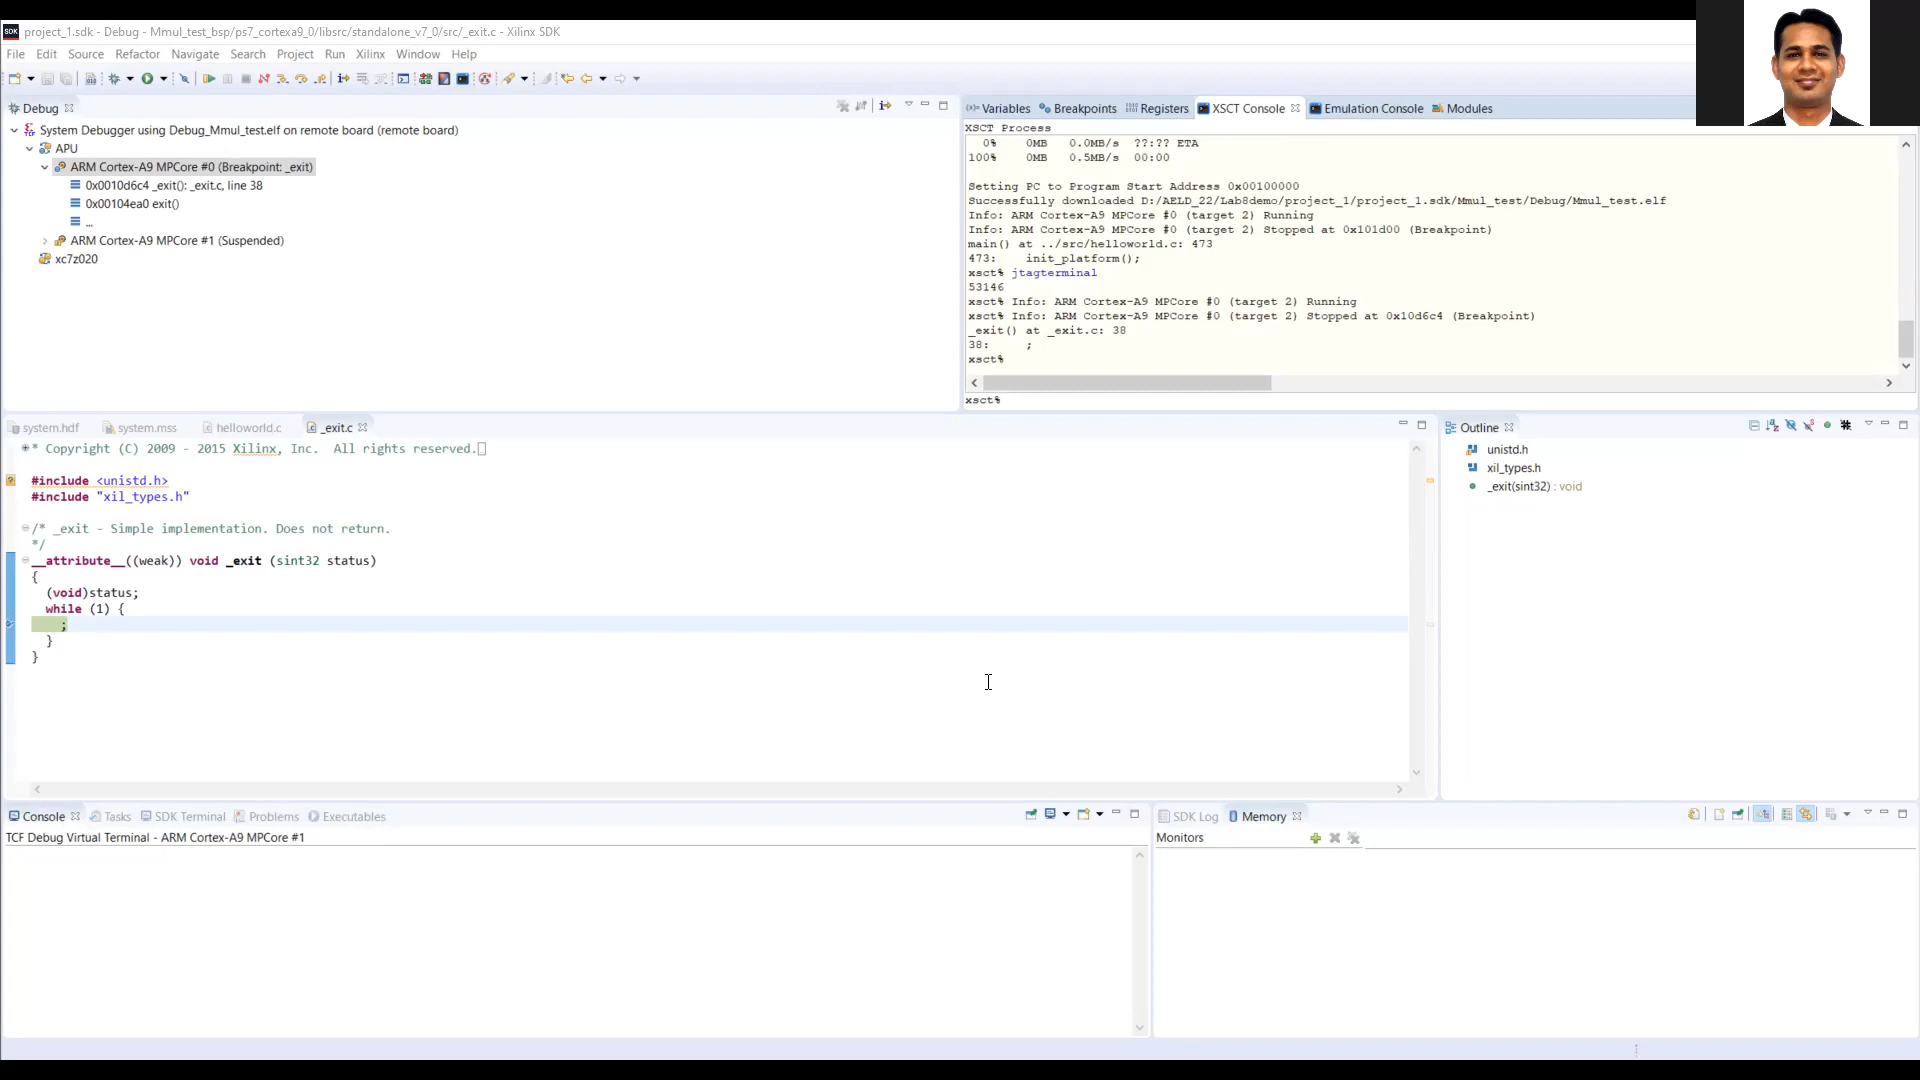 SDK project_1.sdk - Debug - Mmul_test_bsp/ps7_cortexa9_0/libsrc/standalone_v7_0/src/_exit.c - Xilinx SDK
File Edit Source Refactor Navigate Search Project Run Xilinx Window Help
Debug
System Debugger using Debug_Mmul_test.elf on remote board (remote board)
APU
ARM Cortex-A9 MPCore #0 (Breakpoint: _exit)
0x0010d6c4 _exit(): _exit.c, line 38
0x00104ea0 exit()
...
ARM Cortex-A9 MPCore #1 (Suspended)
xc7z020
Variables Breakpoints Registers XSCT Console Emulation Console Modules
XSCT Process
0% 0MB 0.0MB/s ??:?? ETA
100% 0MB 0.5MB/s 00:00
Setting PC to Program Start Address 0x00100000
Successfully downloaded D:/AELD_22/Lab8demo/project_1/project_1.sdk/Mmul_test/Debug/Mmul_test.elf
Info: ARM Cortex-A9 MPCore #0 (target 2) Running
Info: ARM Cortex-A9 MPCore #0 (target 2) Stopped at 0x101d00 (Breakpoint)
main() at ../src/helloworld.c: 473
473: init_platform();
xsct% jtagterminal
53146
xsct% Info: ARM Cortex-A9 MPCore #0 (target 2) Running
xsct% Info: ARM Cortex-A9 MPCore #0 (target 2) Stopped at 0x10d6c4 (Breakpoint)
_exit() at _exit.c: 38
38: ;
xsct%
xsct%
system.hdf system.mss helloworld.c _exit.c
* Copyright (C) 2009 - 2015 Xilinx, Inc. All rights reserved.
#include <unistd.h>
#include "xil_types.h"
/* _exit - Simple implementation. Does not return.
*/
__attribute__((weak)) void _exit (sint32 status)
{
(void)status;
while (1) {
;
}
}
Outline
unistd.h
xil_types.h
_exit(sint32) : void
Console Tasks SDK Terminal Problems Executables
TCF Debug Virtual Terminal - ARM Cortex-A9 MPCore #1
SDK Log Memory
Monitors